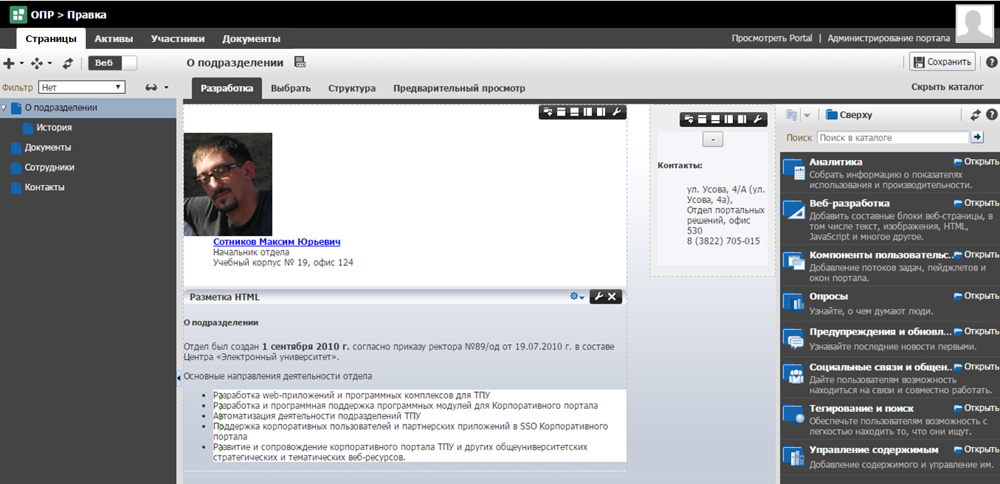 ОПР > Правка
Страницы Активы Участники Документы
Просмотреть Portal | Администрирование портала
Веб
О подразделении
Сохранить
Фильтр Нет
Разработка Выбрать Структура Предварительный просмотр
Скрыть каталог
О подразделении
История
Документы
Сотрудники
Контакты
Сотников Максим Юрьевич
Начальник отдела
Учебный корпус № 19, офис 124
Разметка HTML
О подразделении
Отдел был создан 1 сентября 2010 г. согласно приказу ректора №89/од от 19.07.2010 г. в составе
Центра «Электронный университет».
Основные направления деятельности отдела
• Разработка web-приложений и программных комплексов для ТПУ
• Разработка и программная поддержка программных модулей для Корпоративного портала
• Автоматизация деятельности подразделений ТПУ
• Поддержка корпоративных пользователей и партнерских приложений в SSO Корпоративного
портала
• Развитие и сопровождение корпоративного портала ТПУ и других общеуниверситетских
стратегических и тематических веб-ресурсов.
-
Контакты:
ул. Усова, 4/А (ул.
Усова, 4а),
Отдел портальных
решений, офис
530
8 (3822) 705-015
Сверху
Поиск Поиск в каталоге
Аналитика Открыть
Собрать информацию о показателях
использования и производительности.
Веб-разработка Открыть
Добавить составные блоки веб-страницы, в
том числе текст, изображения, HTML,
JavaScript и многое другое.
Компоненты пользовательс... Открыть
Добавление потоков задач, пейджлетов и
окон портала.
Опросы Открыть
Узнайте, о чем думают люди.
Предупреждения и обновл... Открыть
Узнавайте последние новости первыми.
Социальные связи и общен... Открыть
Дайте пользователям возможность
находиться на связи и совместно работать.
Тегирование и поиск Открыть
Обеспечьте пользователям возможность с
легкостью находить то, что они ищут.
Управление содержимым Открыть
Добавление содержимого и управление им.